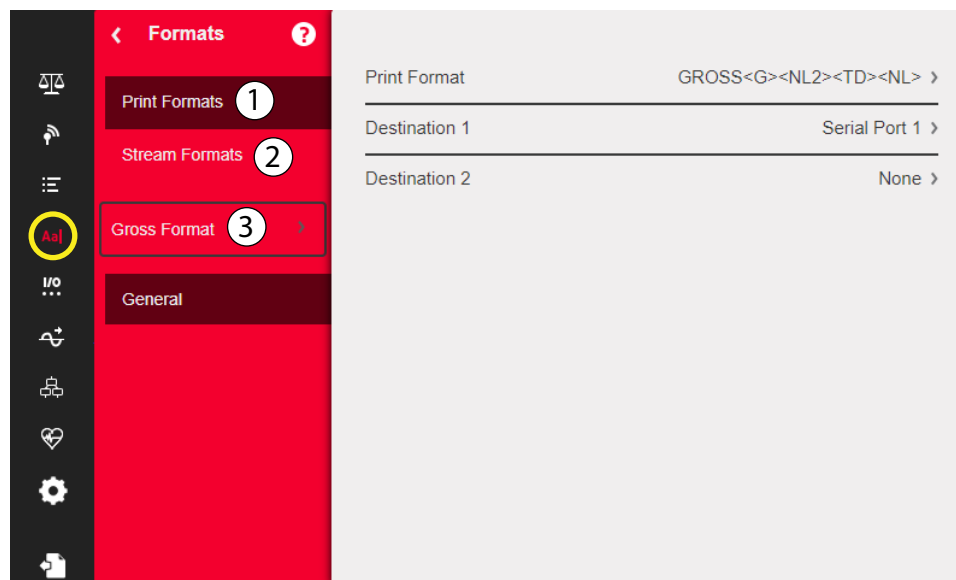 Formats ?
Print Formats 1
Stream Formats 2
Gross Format 3
General
Aa|
I/O
Print Format GROSS<G><NL2><TD><NL>
Destination 1 Serial Port 1
Destination 2 None